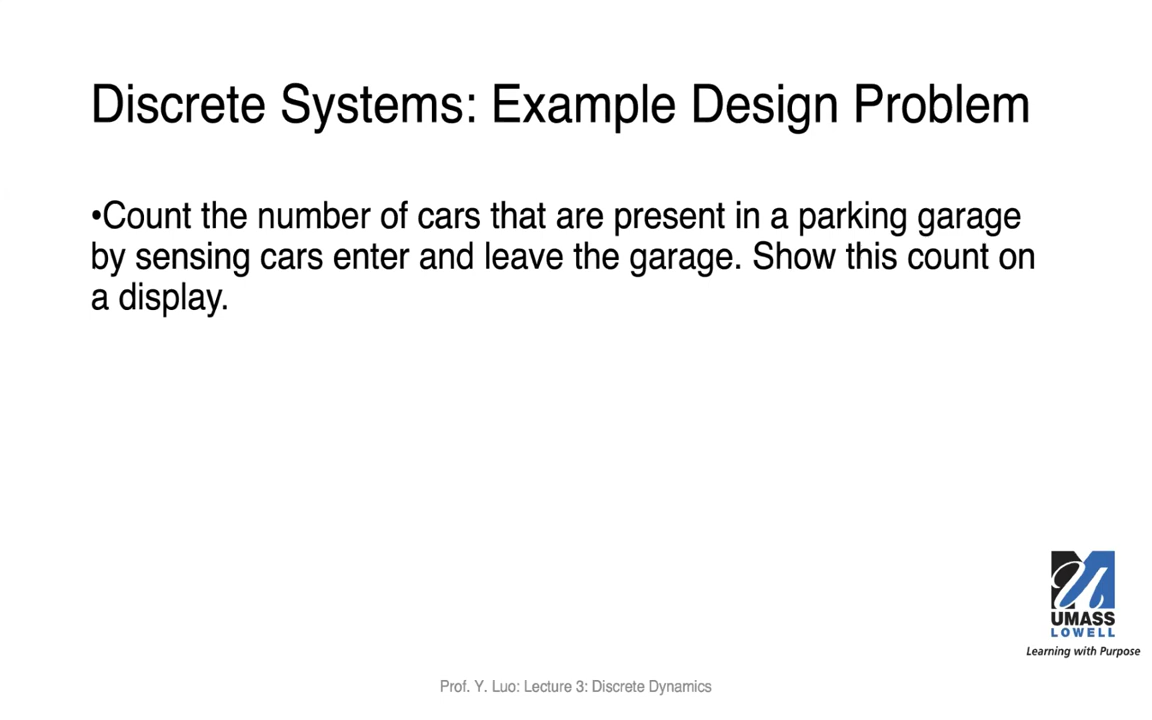 Discrete Systems: Example Design Problem
•Count the number of cars that are present in a parking garage
by sensing cars enter and leave the garage. Show this count on
a display.
UMASS
LOWELL
Learning with Purpose
Prof. Y. Luo: Lecture 3: Discrete Dynamics